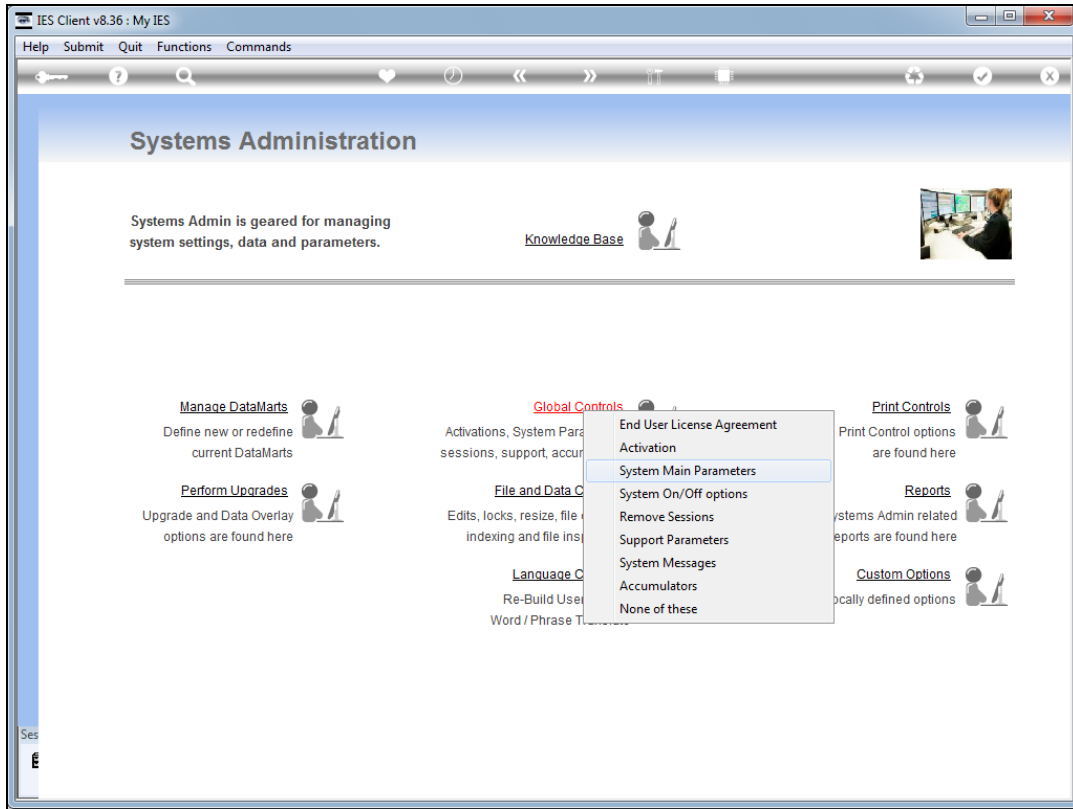 IES Client v8.36 : My IES
Help Submit Quit Functions Commands
Systems Administration
Systems Admin is geared for managing
system settings, data and parameters.
Knowledge Base
Manage DataMarts
Define new or redefine
current DataMarts
Global Controls
Activations, System Para
sessions, support, accur
Print Controls
Print Control options
are found here
End User License Agreement
Activation
System Main Parameters
System On/Off options
Remove Sessions
Support Parameters
System Messages
Accumulators
None of these
Perform Upgrades
Upgrade and Data Overlay
options are found here
File and Data C
Edits, locks, resize, file
indexing and file insp
Reports
ystems Admin related
eports are found here
Language C
Re-Build User
Word / Phrase
Custom Options
ocally defined options
Ses